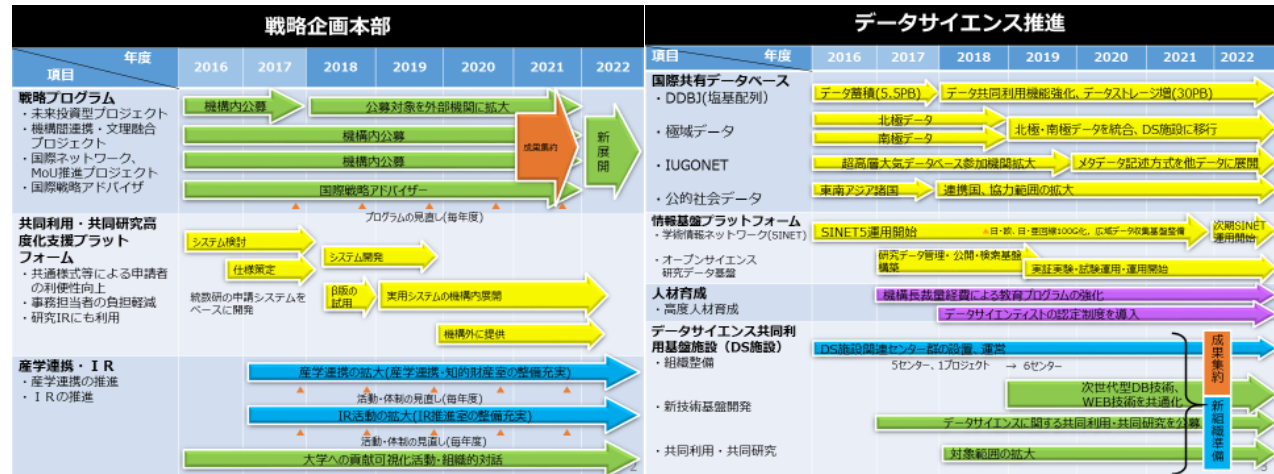 戦略企画本部
年度
項目
2016 2017 2018 2019 2020 2021 2022
戦略プログラム
・未来投資型プロジェクト
・機構間連携・文理融合
プロジェクト
・国際ネットワーク、
MoU推進プロジェクト
・国際戦略アドバイザ
機構内公募
公募対象を外部機関に拡大
機構内公募
機構内公募
国際戦略アドバイザー
成果集約
新展開
プログラムの見直し(毎年度)
共同利用・共同研究高
度化支援プラット
フォーム
・共通様式等による申請者
の利便性向上
・事務担当者の負担軽減
・研究IRにも利用
システム検討
仕様策定
システム開発
統数研の申請システムを
ベースに開発
β版の
試用
実用システムの機構内展開
機構外に提供
産学連携・IR
・産学連携の推進
・IRの推進
産学連携の拡大(産学連携・知的財産室の整備充実)
活動・体制の見直し(毎年度)
IR活動の拡大(IR推進室の整備充実)
活動・体制の見直し(毎年度)
大学への貢献可視化活動・組織的対話
2
データサイエンス推進
項目
年度
2016 2017 2018 2019 2020 2021 2022
国際共有データベース
・DDBJ(塩基配列)
データ蓄積(5.5PB)
データ共同利用機能強化、データストレージ増(30PB)
・極域データ
北極データ
南極データ
北極・南極データを統合、DS施設に移行
・IUGONET
超高層大気データベース参加機関拡大
メタデータ記述方式を他データに展開
・公的社会データ
東南アジア諸国
連携国、協力範囲の拡大
情報基盤プラットフォーム
・学術情報ネットワーク(SINET)
SINET5運用開始
日・欧、日・亜回線100G化、広域データ収集基盤整備
次期SINET
運用開始
・オープンサイエンス
研究データ基盤
研究データ管理・公開・検索基盤
構築
実証実験・試験運用・運用開始
人材育成
・高度人材育成
機構長裁量経費による教育プログラムの強化
データサイエンティストの認定制度を導入
データサイエンス共同利
用基盤施設（DS施設）
・組織整備
DS施設関連センター群の設置、運営
5センター、1プロジェクト → 6センター
・新技術基盤開発
次世代型DB技術、
WEB技術を共通化
データサイエンスに関する共同利用・共同研究を公募
・共同利用・共同研究
対象範囲の拡大
成果集約
新組織準備